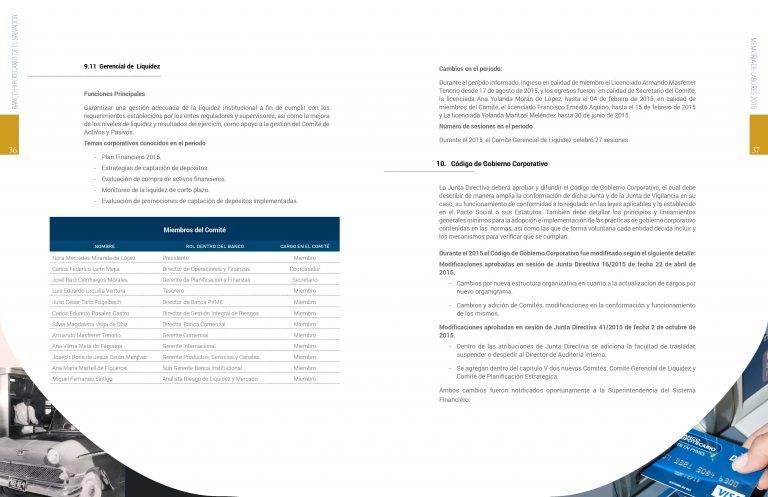 BANCO HIPOTECARIO DE EL SALVADOR
36
9.11 Gerencial de Liquidez
Funciones Principales
Garantizar una gestión adecuada de la liquidez institucional a fin de cumplir con los
requerimientos establecidos por los entes reguladores y supervisores, así como la mejora
de los niveles de liquidez y resultados del ejercicio, como apoyo a la gestión del Comité de
Activos y Pasivos.
Temas corporativos conocidos en el período
- Plan Financiero 2015.
- Estrategias de captación de depósitos.
- Evaluación de compra de activos financieros.
- Monitoreo de la liquidez de corto plazo.
- Evaluación de promociones de captación de depósitos implementadas.
Miembros del Comité
NOMBRE ROL DENTRO DEL BANCO CARGO EN EL COMITÉ
Nora Mercedes Miranda de López Presidente Miembro
Carlos Federico Larín Mejía Director de Operaciones y Finanzas Coordinador
José Raúl Cienfuegos Morales Gerente de Planificación y Finanzas Secretario
Luis Eduardo Urquilla Ventura Tesorero Miembro
Julio César Tario Fogelbach Director de Banca PYME Miembro
Carlos Eduardo Rosales Castro Director de Gestión Integral de Riesgos Miembro
Silvia Magdalena Vega de Díaz Director Banca Comercial Miembro
Armando Masferrer Tenorio Gerente Comercial Miembro
Ana Vilma Mata de Fagoaga Gerente Internacional Miembro
Joseph Boris de Jesús Cerón Menjívar Gerente Productos, Servicios y Canales Miembro
Ana María Martell de Figueroa Sub Gerente Banca Institucional Miembro
Miguel Fernando Sintigo Analista Riesgo de Liquidez y Mercado Miembro
Cambios en el período:
Durante el período informado, ingreso en calidad de miembro el Licenciado Armando Masferrer
Tenorio desde 17 de agosto de 2015, y los egresos fueron: en calidad de Secretario del Comité,
la licenciada Ana Yolanda Morán de López, hasta el 04 de febrero de 2015, en calidad de
miembros del Comité, el licenciado Francisco Ernesto Aquino, hasta el 15 de febrero de 2015
y La licenciada Yolanda Maritzel Meléndez hasta 30 de junio de 2015.
Número de sesiones en el período
Durante el 2015, el Comité Gerencial de Liquidez celebró 27 sesiones.
10. Código de Gobierno Corporativo
La Junta Directiva deberá aprobar y difundir el Código de Gobierno Corporativo, el cual debe
describir de manera amplia la conformación de dicha Junta y de la Junta de Vigilancia en su
caso, su funcionamiento de conformidad a lo regulado en las leyes aplicables y lo establecido
en el Pacto Social o sus Estatutos. También debe detallar los principios y lineamientos
generales mínimos para la adopción e implementación de las prácticas de gobierno corporativo
contenidas en las normas, así como las que de forma voluntaria cada entidad decida incluir y
los mecanismos para verificar que se cumplan.
Durante el 2015 el Código de Gobierno Corporativo fue modificado según el siguiente detalle:
Modificaciones aprobadas en sesión de Junta Directiva 16/2015 de fecha 22 de abril de
2015.
- Cambios por nueva estructura organizativa en cuanto a la actualización de cargos por
nuevo organigrama.
- Cambios y adición de Comités, modificaciones en la conformación y funcionamiento
de los mismos.
Modificaciones aprobadas en sesión de Junta Directiva 41/2015 de fecha 2 de octubre de
2015.
- Dentro de las atribuciones de Junta Directiva se adiciona la facultad de trasladar,
suspender o despedir al Director de Auditoría Interna.
- Se agregan dentro del capítulo V dos nuevos Comités: Comité Gerencial de Liquidez y
Comité de Planificación Estratégica.
Ambos cambios fueron notificados oportunamente a la Superintendencia del Sistema
Financiero.
MEMORIA DE LABORES 2015
37
VISA